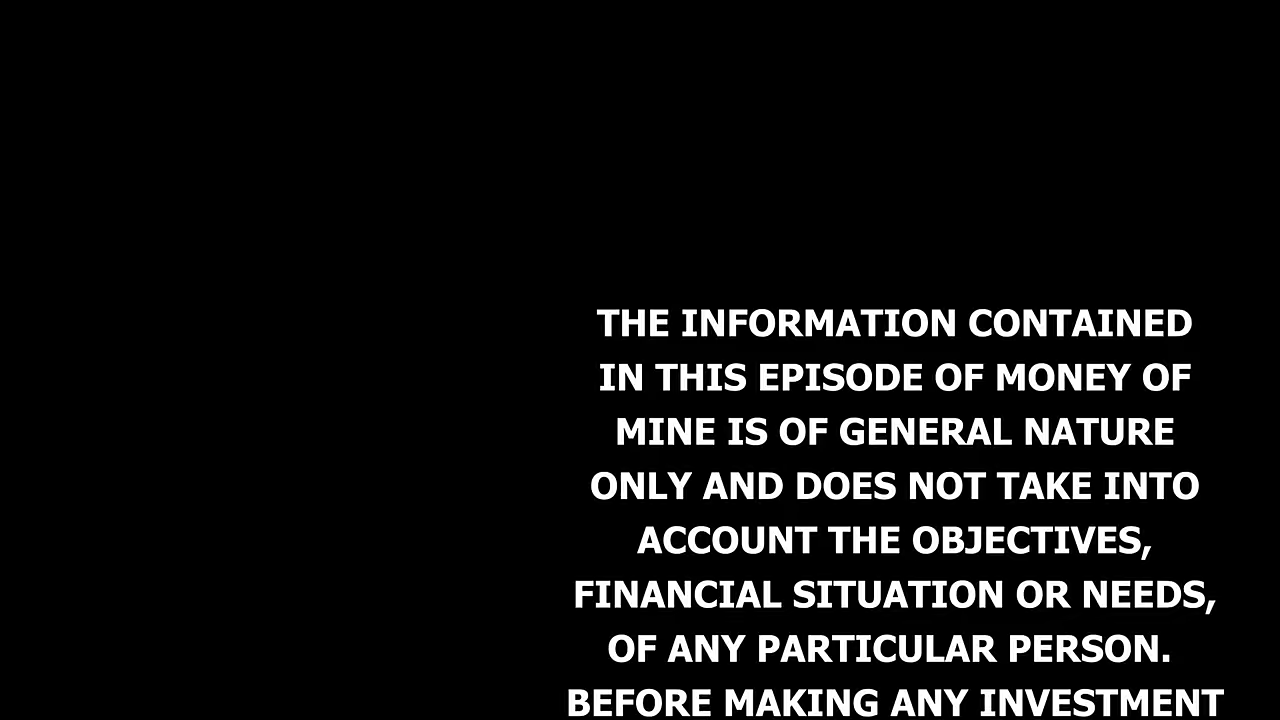 THE INFORMATION CONTAINED
IN THIS EPISODE OF MONEY OF
MINE IS OF GENERAL NATURE
ONLY AND DOES NOT TAKE INTO
ACCOUNT THE OBJECTIVES,
FINANCIAL SITUATION OR NEEDS,
OF ANY PARTICULAR PERSON.
BEFORE MAKING ANY INVESTMENT